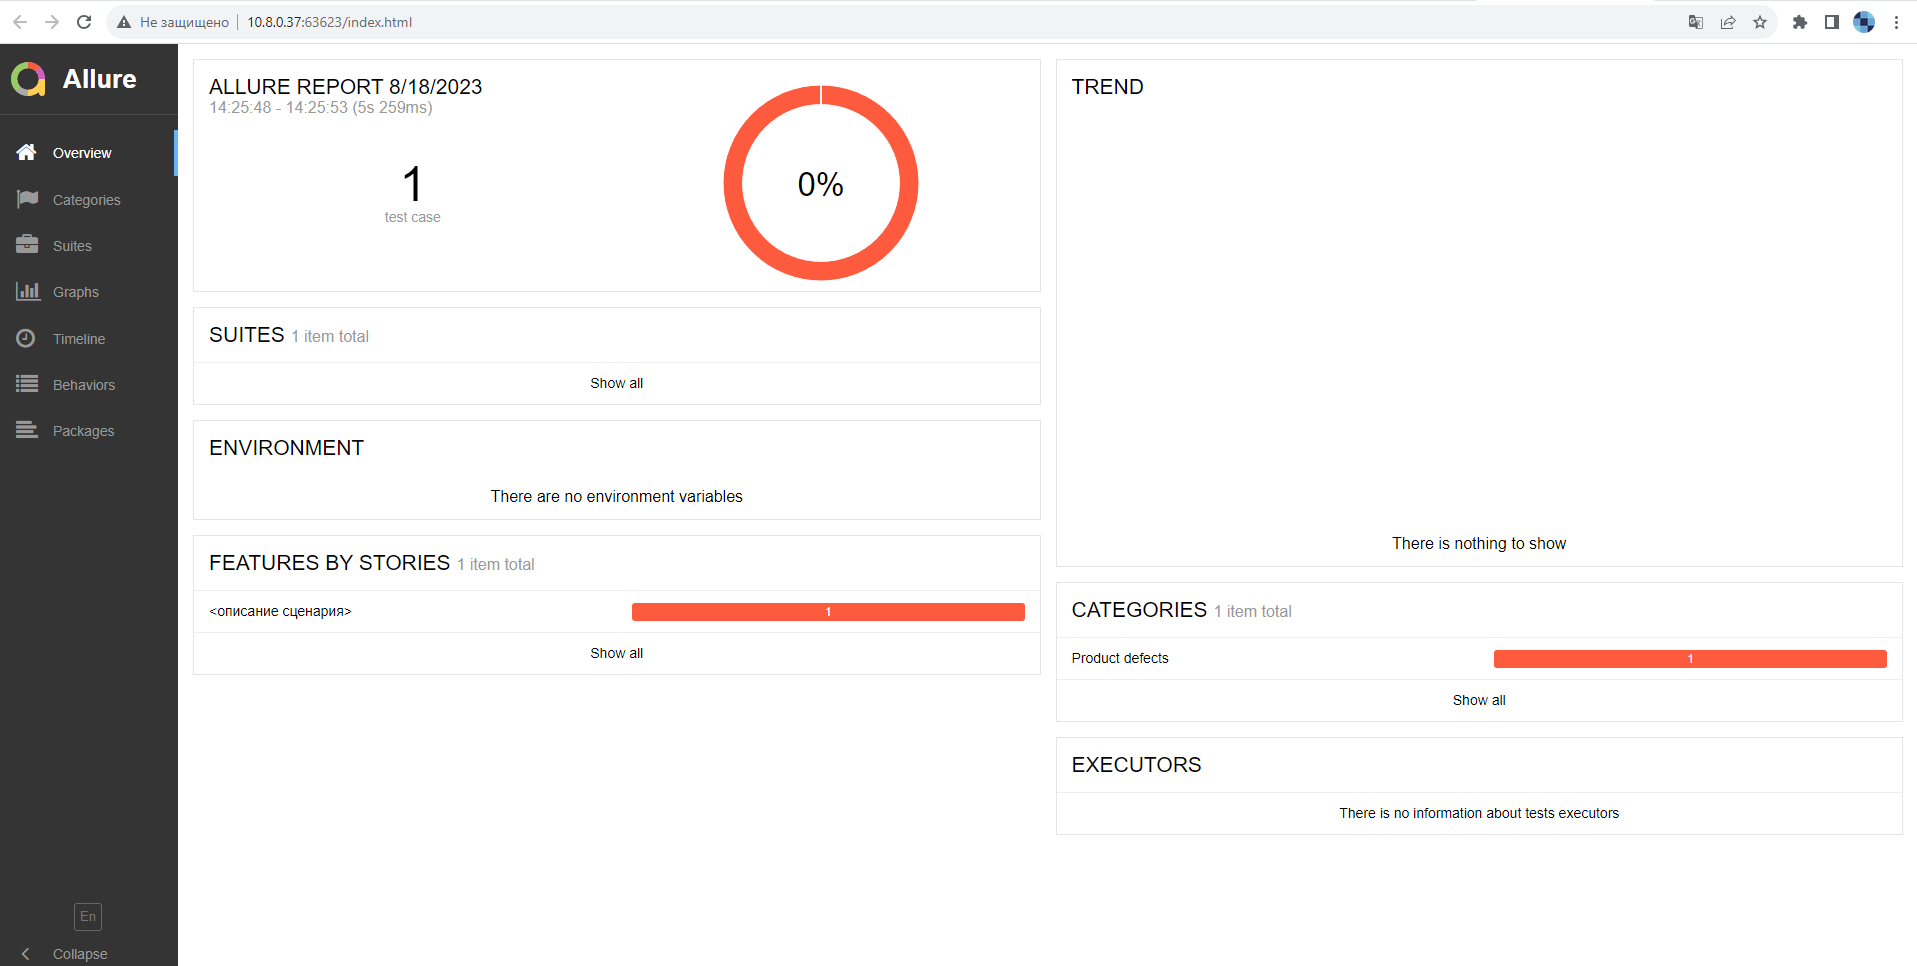 Не защищено
10.8.0.37:63623/index.html
Allure
Overview
Categories
Suites
Graphs
Timeline
Behaviors
Packages
En
Collapse
ALLURE REPORT 8/18/2023
14:25:48 - 14:25:53 (5s 259ms)
1
test case
0%
SUITES 1 item total
Show all
ENVIRONMENT
There are no environment variables
FEATURES BY STORIES 1 item total
<описание сценария> 1
Show all
TREND
There is nothing to show
CATEGORIES 1 item total
Product defects 1
Show all
EXECUTORS
There is no information about tests executors